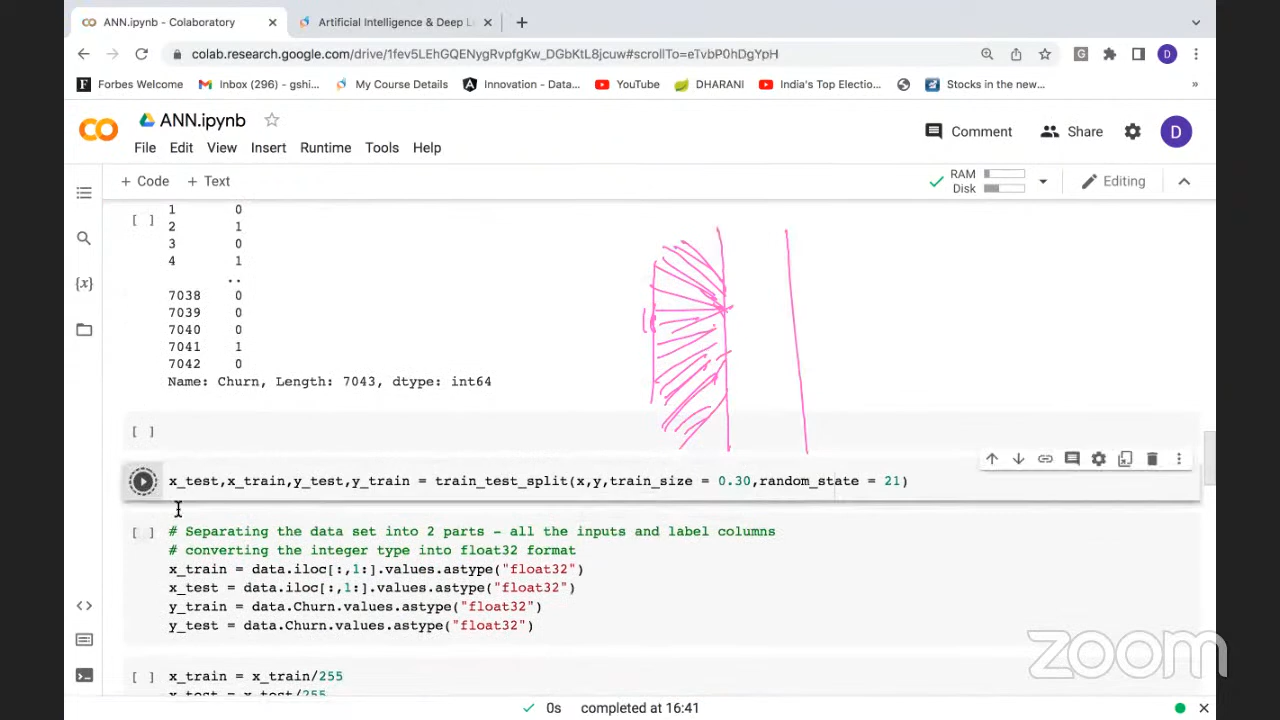 ANN.ipynb - Colaboratory
Artificial Intelligence & Deep L
colab.research.google.com/drive/1fev5LEhGQENygRvpfgKw_DGbKtL8jcuw#scrollTo=eTvbP0hDgYpH
G
D
Forbes Welcome
Inbox (296) - gshi...
My Course Details
Innovation - Data...
YouTube
DHARANI
India's Top Electio...
Stocks in the new...
»
ANN.ipynb
Comment
Share
D
File Edit View Insert Runtime Tools Help
+ Code + Text
RAM
Disk
Editing
[ ]
1 0
2 1
3 0
4 1
..
7038 0
7039 0
7040 0
7041 1
7042 0
Name: Churn, Length: 7043, dtype: int64
[ ]
x_test,x_train,y_test,y_train = train_test_split(x,y,train_size = 0.30,random_state = 21)
[ ] # Separating the data set into 2 parts - all the inputs and label columns
# converting the integer type into float32 format
x_train = data.iloc[:,1:].values.astype("float32")
x_test = data.iloc[:,1:].values.astype("float32")
y_train = data.Churn.values.astype("float32")
y_test = data.Churn.values.astype("float32")
[ ] x_train = x_train/255
x_test = x_test/255
zoom
0s completed at 16:41